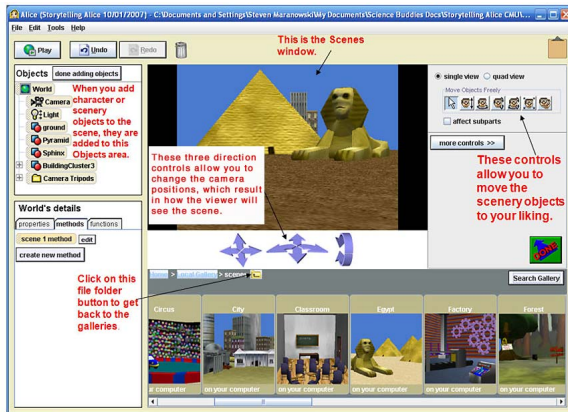 Alice (Storytelling Alice 10/01/2007) - C:\Documents and Settings\Steven Maranowski\My Documents\Science Buddies Docs\Storytelling Alice CMU\...
File Edit Tools Help
Play Undo Redo
Objects done adding objects
World
Camera
Light
ground
Pyramid
Sphinx
BuildingCluster3
Camera Tripods
When you add
character or
scenery
objects to the
scene, they are
added to this
Objects area.
This is the Scenes
window.
These three direction
controls allow you to
change the camera
positions, which result
in how the viewer will
see the scene.
single view quad view
Move Objects Freely
affect subparts
more controls >>
These controls
allow you to
move the
scenery objects
to your liking.
DONE
World's details
properties methods functions
scene 1 method edit
create new method
Click on this
file folder
button to get
back to the
galleries.
Home > Local Gallery > scenes
Search Gallery
Circus City Classroom Egypt Factory Forest
ur computer on your computer on your computer on your computer on your computer on your computer